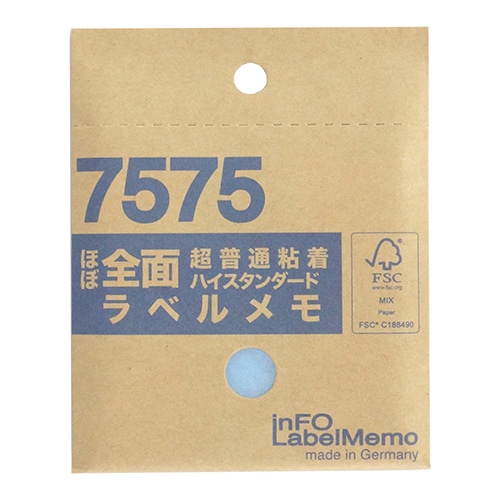 7575
ほぼ全面
超普通粘着
ハイスタンダード
ラベルメモ
FSC
www.fsc.org
MIX
Paper
FSC® C188490
inFO
LabelMemo
made in Germany